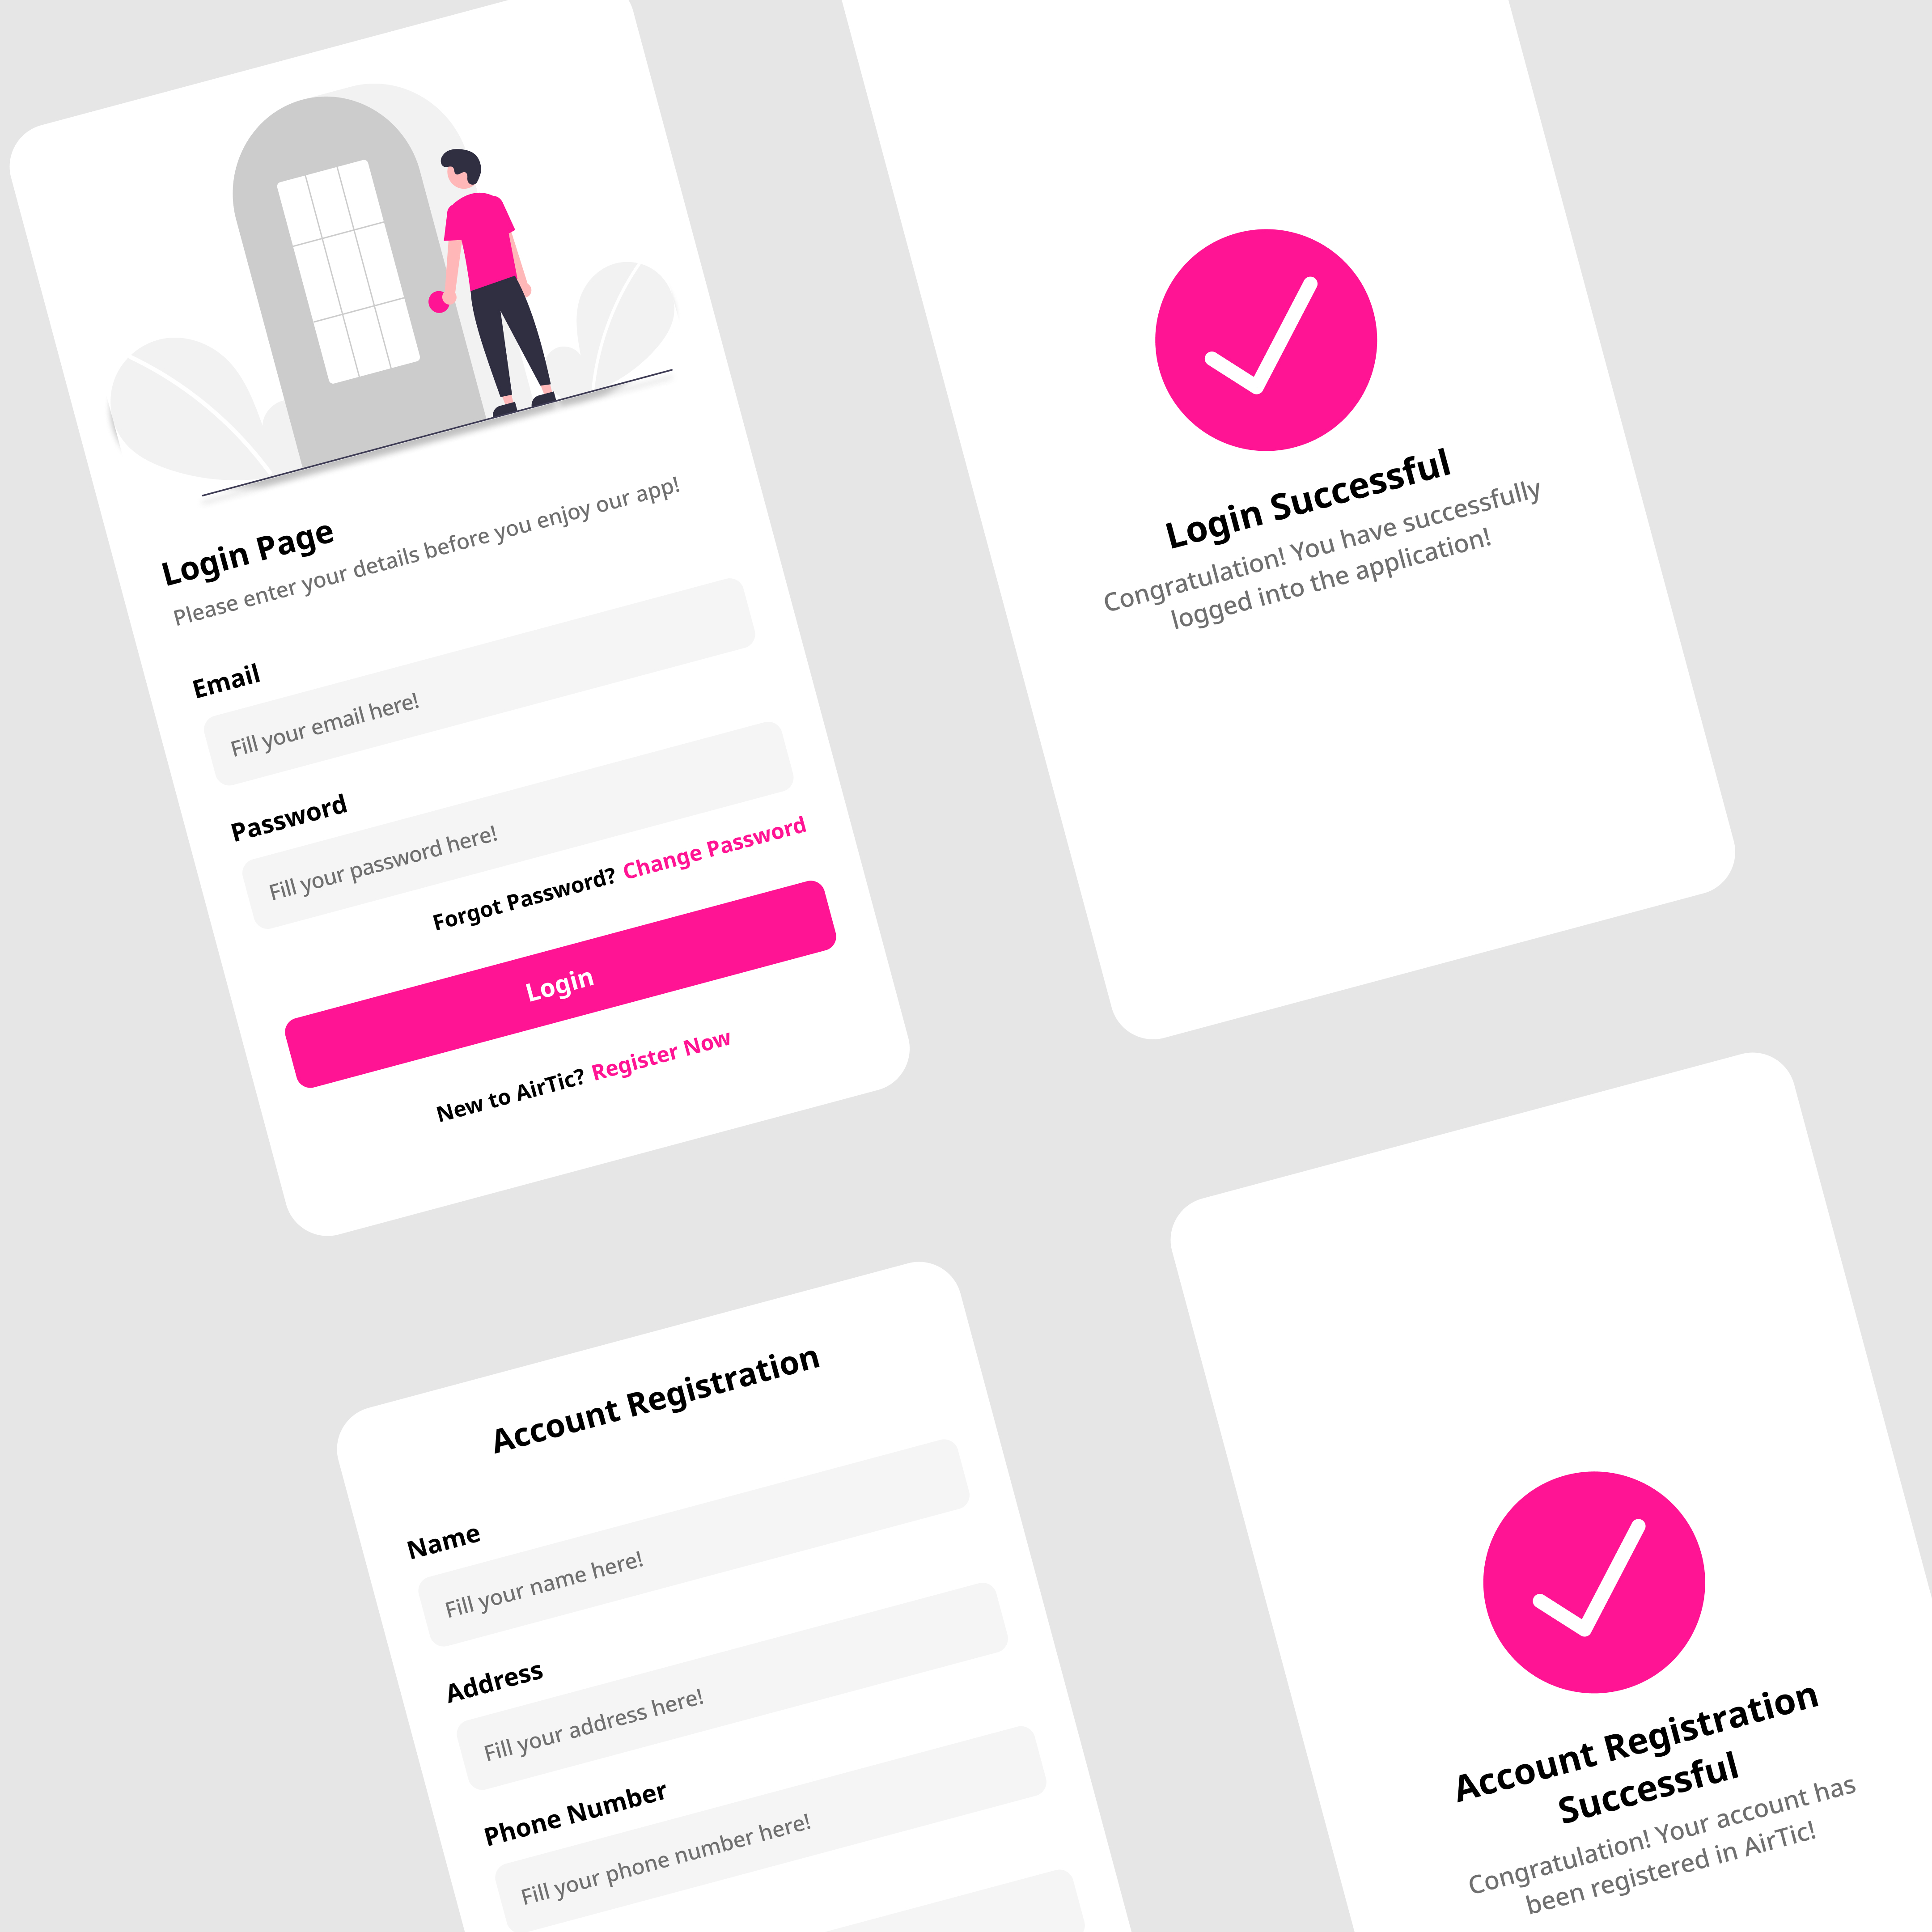 Login Page
Please enter your details before you enjoy our app!
Email
Fill your email here!
Password
Fill your password here!
Forgot Password? Change Password
Login
New to AirTic? Register Now
Login Successful
Congratulation! You have successfully
logged into the application!
Account Registration
Name
Fill your name here!
Address
Fill your address here!
Phone Number
Fill your phone number here!
Account Registration
Successful
Congratulation! Your account has
been registered in AirTic!